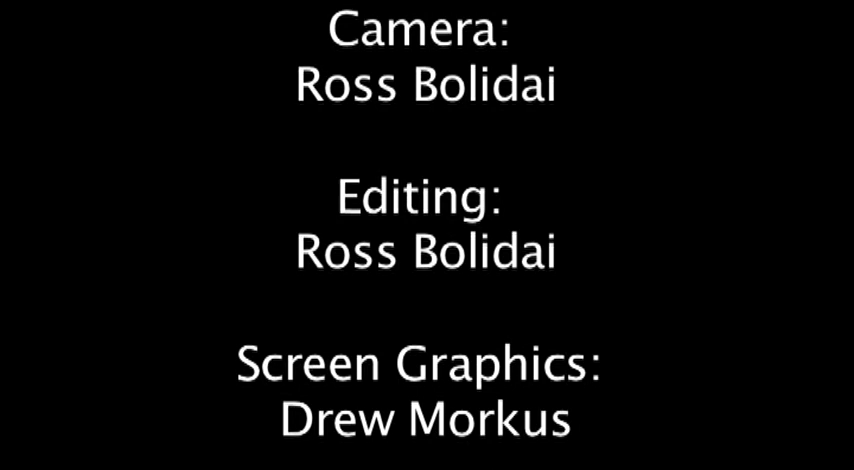 Camera:
Ross Bolidai
Editing:
Ross Bolidai
Screen Graphics:
Drew Morkus